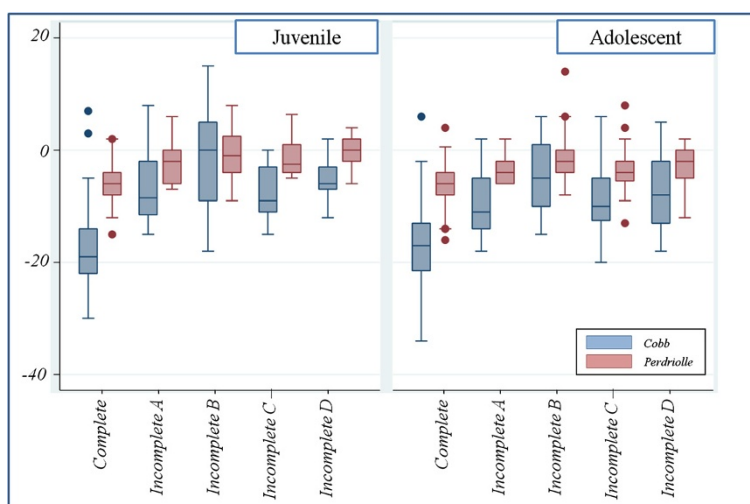 Juvenile
Adolescent
20
0
-20
-40
Cobb
Perdriolle
Complete
Incomplete A
Incomplete B
Incomplete C
Incomplete D
Complete
Incomplete A
Incomplete B
Incomplete C
Incomplete D